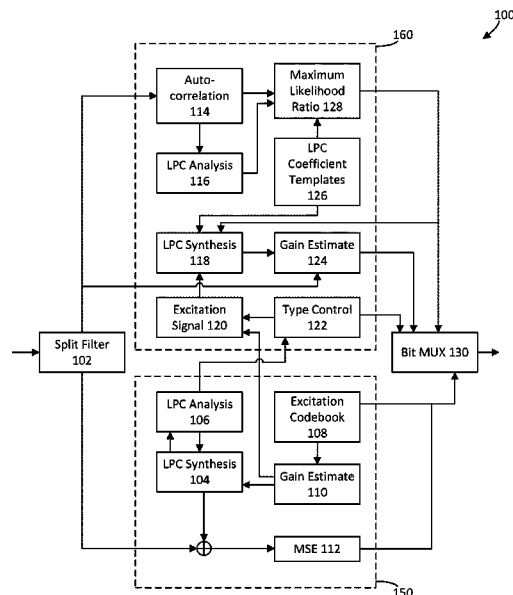 100
160
Auto-
correlation
114
Maximum
Likelihood
Ratio 128
LPC Analysis
116
LPC
Coefficient
Templates
126
LPC Synthesis
118
Gain Estimate
124
Excitation
Signal 120
Type Control
122
Split Filter
102
Bit MUX 130
LPC Analysis
106
Excitation
Codebook
108
LPC Synthesis
104
Gain Estimate
110
MSE 112
150